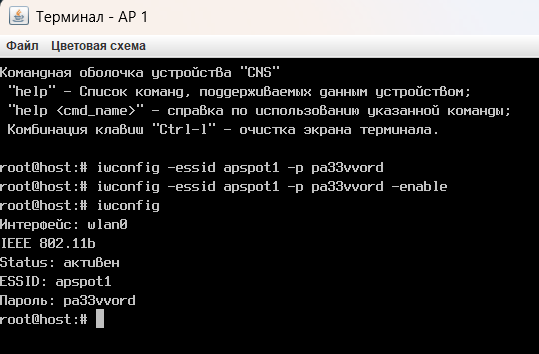 Терминал - AP 1
Файл Цветовая схема
Командная оболочка устройства "CNS"
"help" - Список команд, поддерживаемых данным устройством;
"help <cmd_name>" - справка по использованию указанной команды;
Комбинация клавиш "Ctrl-l" - очистка экрана терминала.
root@host:# iwconfig -essid apspot1 -p pa33vvord
root@host:# iwconfig -essid apspot1 -p pa33vvord -enable
root@host:# iwconfig
Интерфейс: wlan0
IEEE 802.11b
Status: активен
ESSID: apspot1
Пароль: pa33vvord
root@host:#